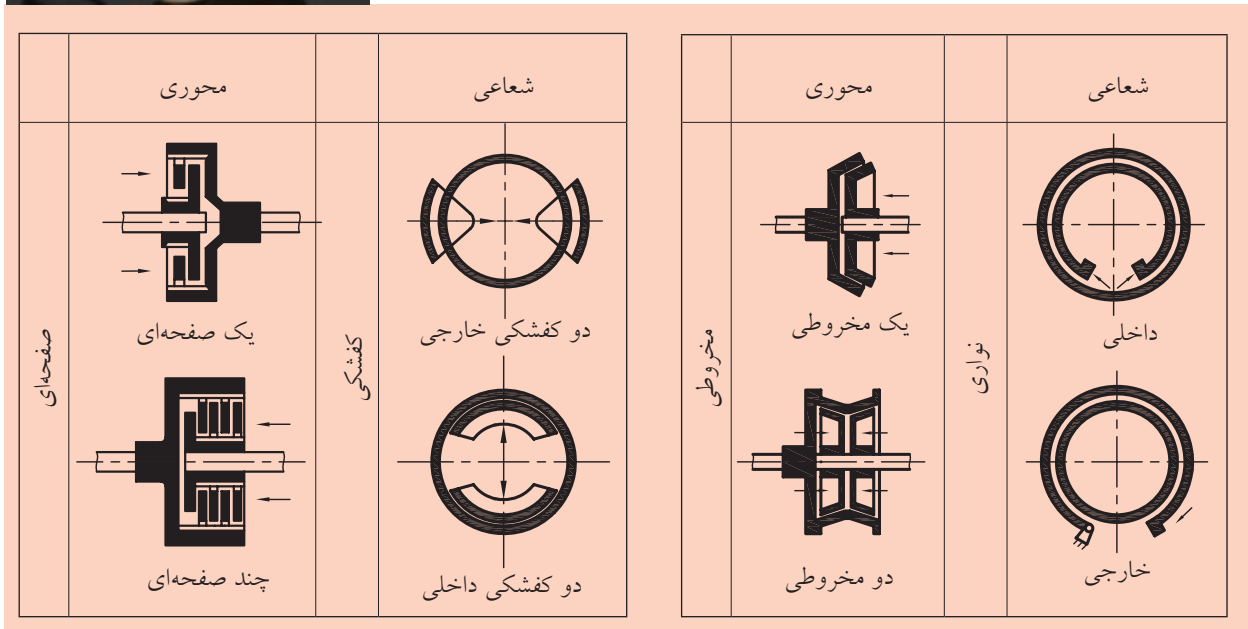 شعاعی
محوری
نواری
داخلی
یک مخروطی
مخروطی
خارجی
دو مخروطی
شعاعی
محوری
کفشکی
دو کفشکی خارجی
یک صفحه‌ای
صفحه‌ای
دو کفشکی داخلی
چند صفحه‌ای